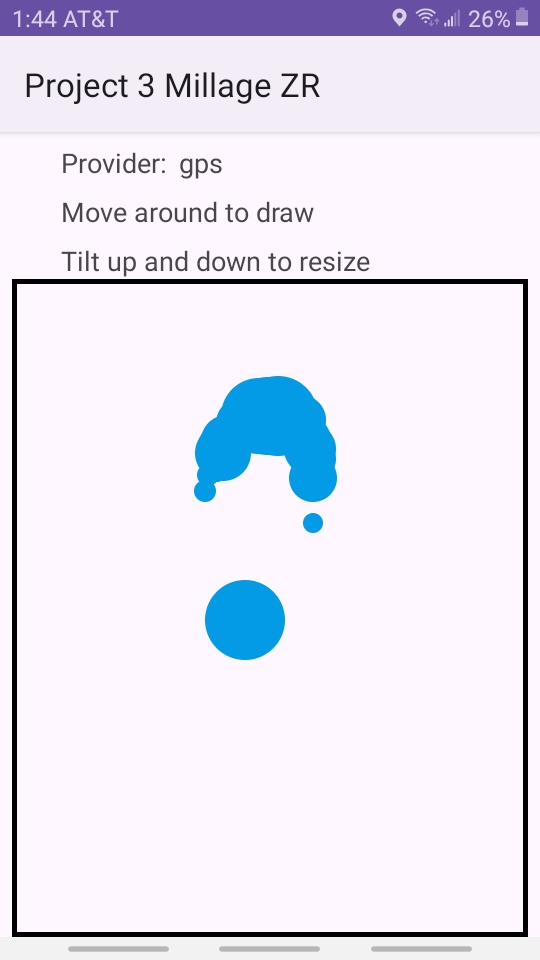 1:44 AT&T 26%
Project 3 Millage ZR
Provider: gps
Move around to draw
Tilt up and down to resize